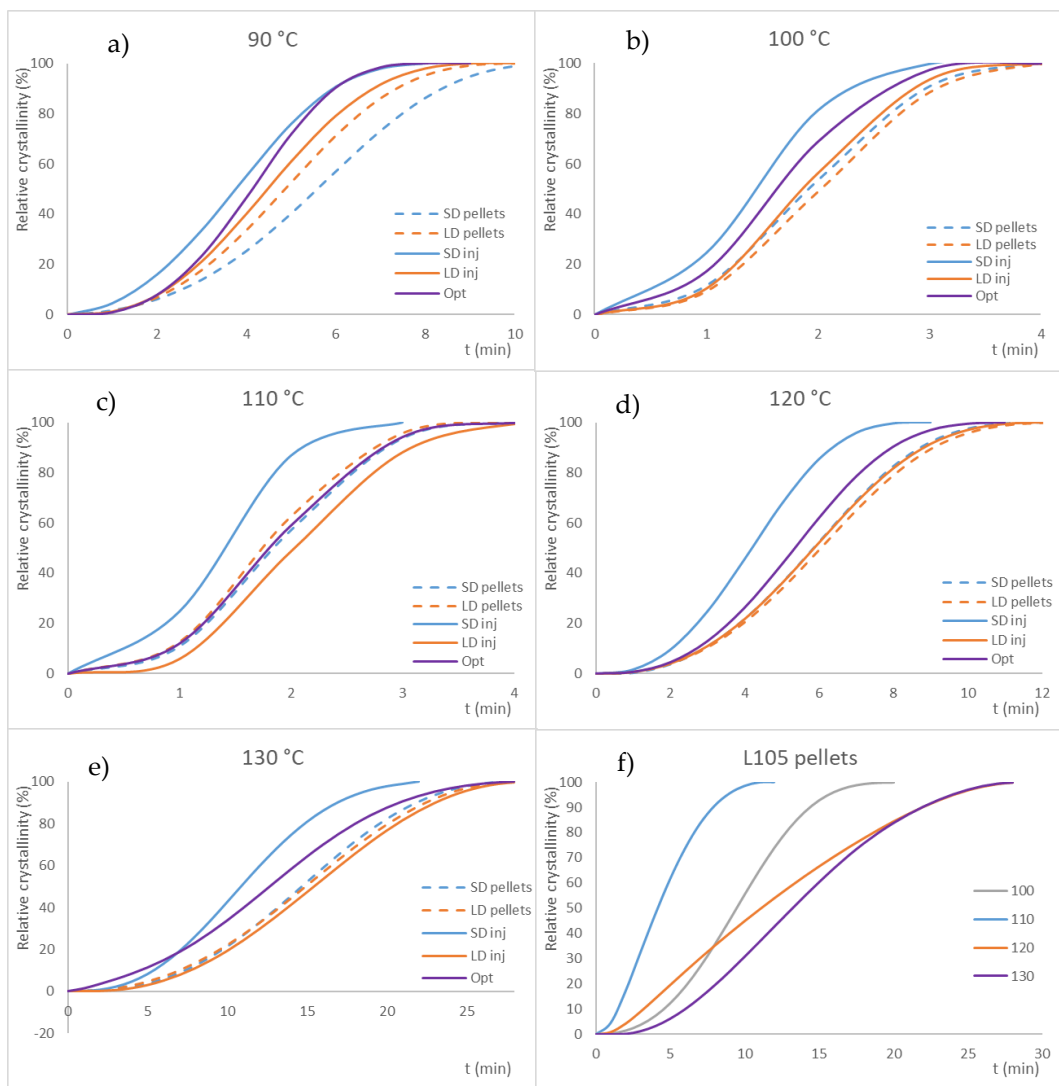 a)
90 °C
Relative crystallinity (%)
100
80
60
40
20
0
0 2 4 6 8 10
t (min)
SD pellets
LD pellets
SD inj
LD inj
Opt
b)
100 °C
Relative crystallinity (%)
100
80
60
40
20
0
0 1 2 3 4
t (min)
SD pellets
LD pellets
SD inj
LD inj
Opt
c)
110 °C
Relative crystallinity (%)
100
80
60
40
20
0
0 1 2 3 4
t (min)
SD pellets
LD pellets
SD inj
LD inj
Opt
d)
120 °C
Relative crystallinity (%)
100
80
60
40
20
0
0 2 4 6 8 10 12
t (min)
SD pellets
LD pellets
SD inj
LD inj
Opt
e)
130 °C
Relative crystallinity (%)
100
80
60
40
20
0
-20
0 5 10 15 20 25
t (min)
SD pellets
LD pellets
SD inj
LD inj
Opt
f)
L105 pellets
Relative crystallinity (%)
100
90
80
70
60
50
40
30
20
10
0
0 5 10 15 20 25 30
t (min)
100
110
120
130